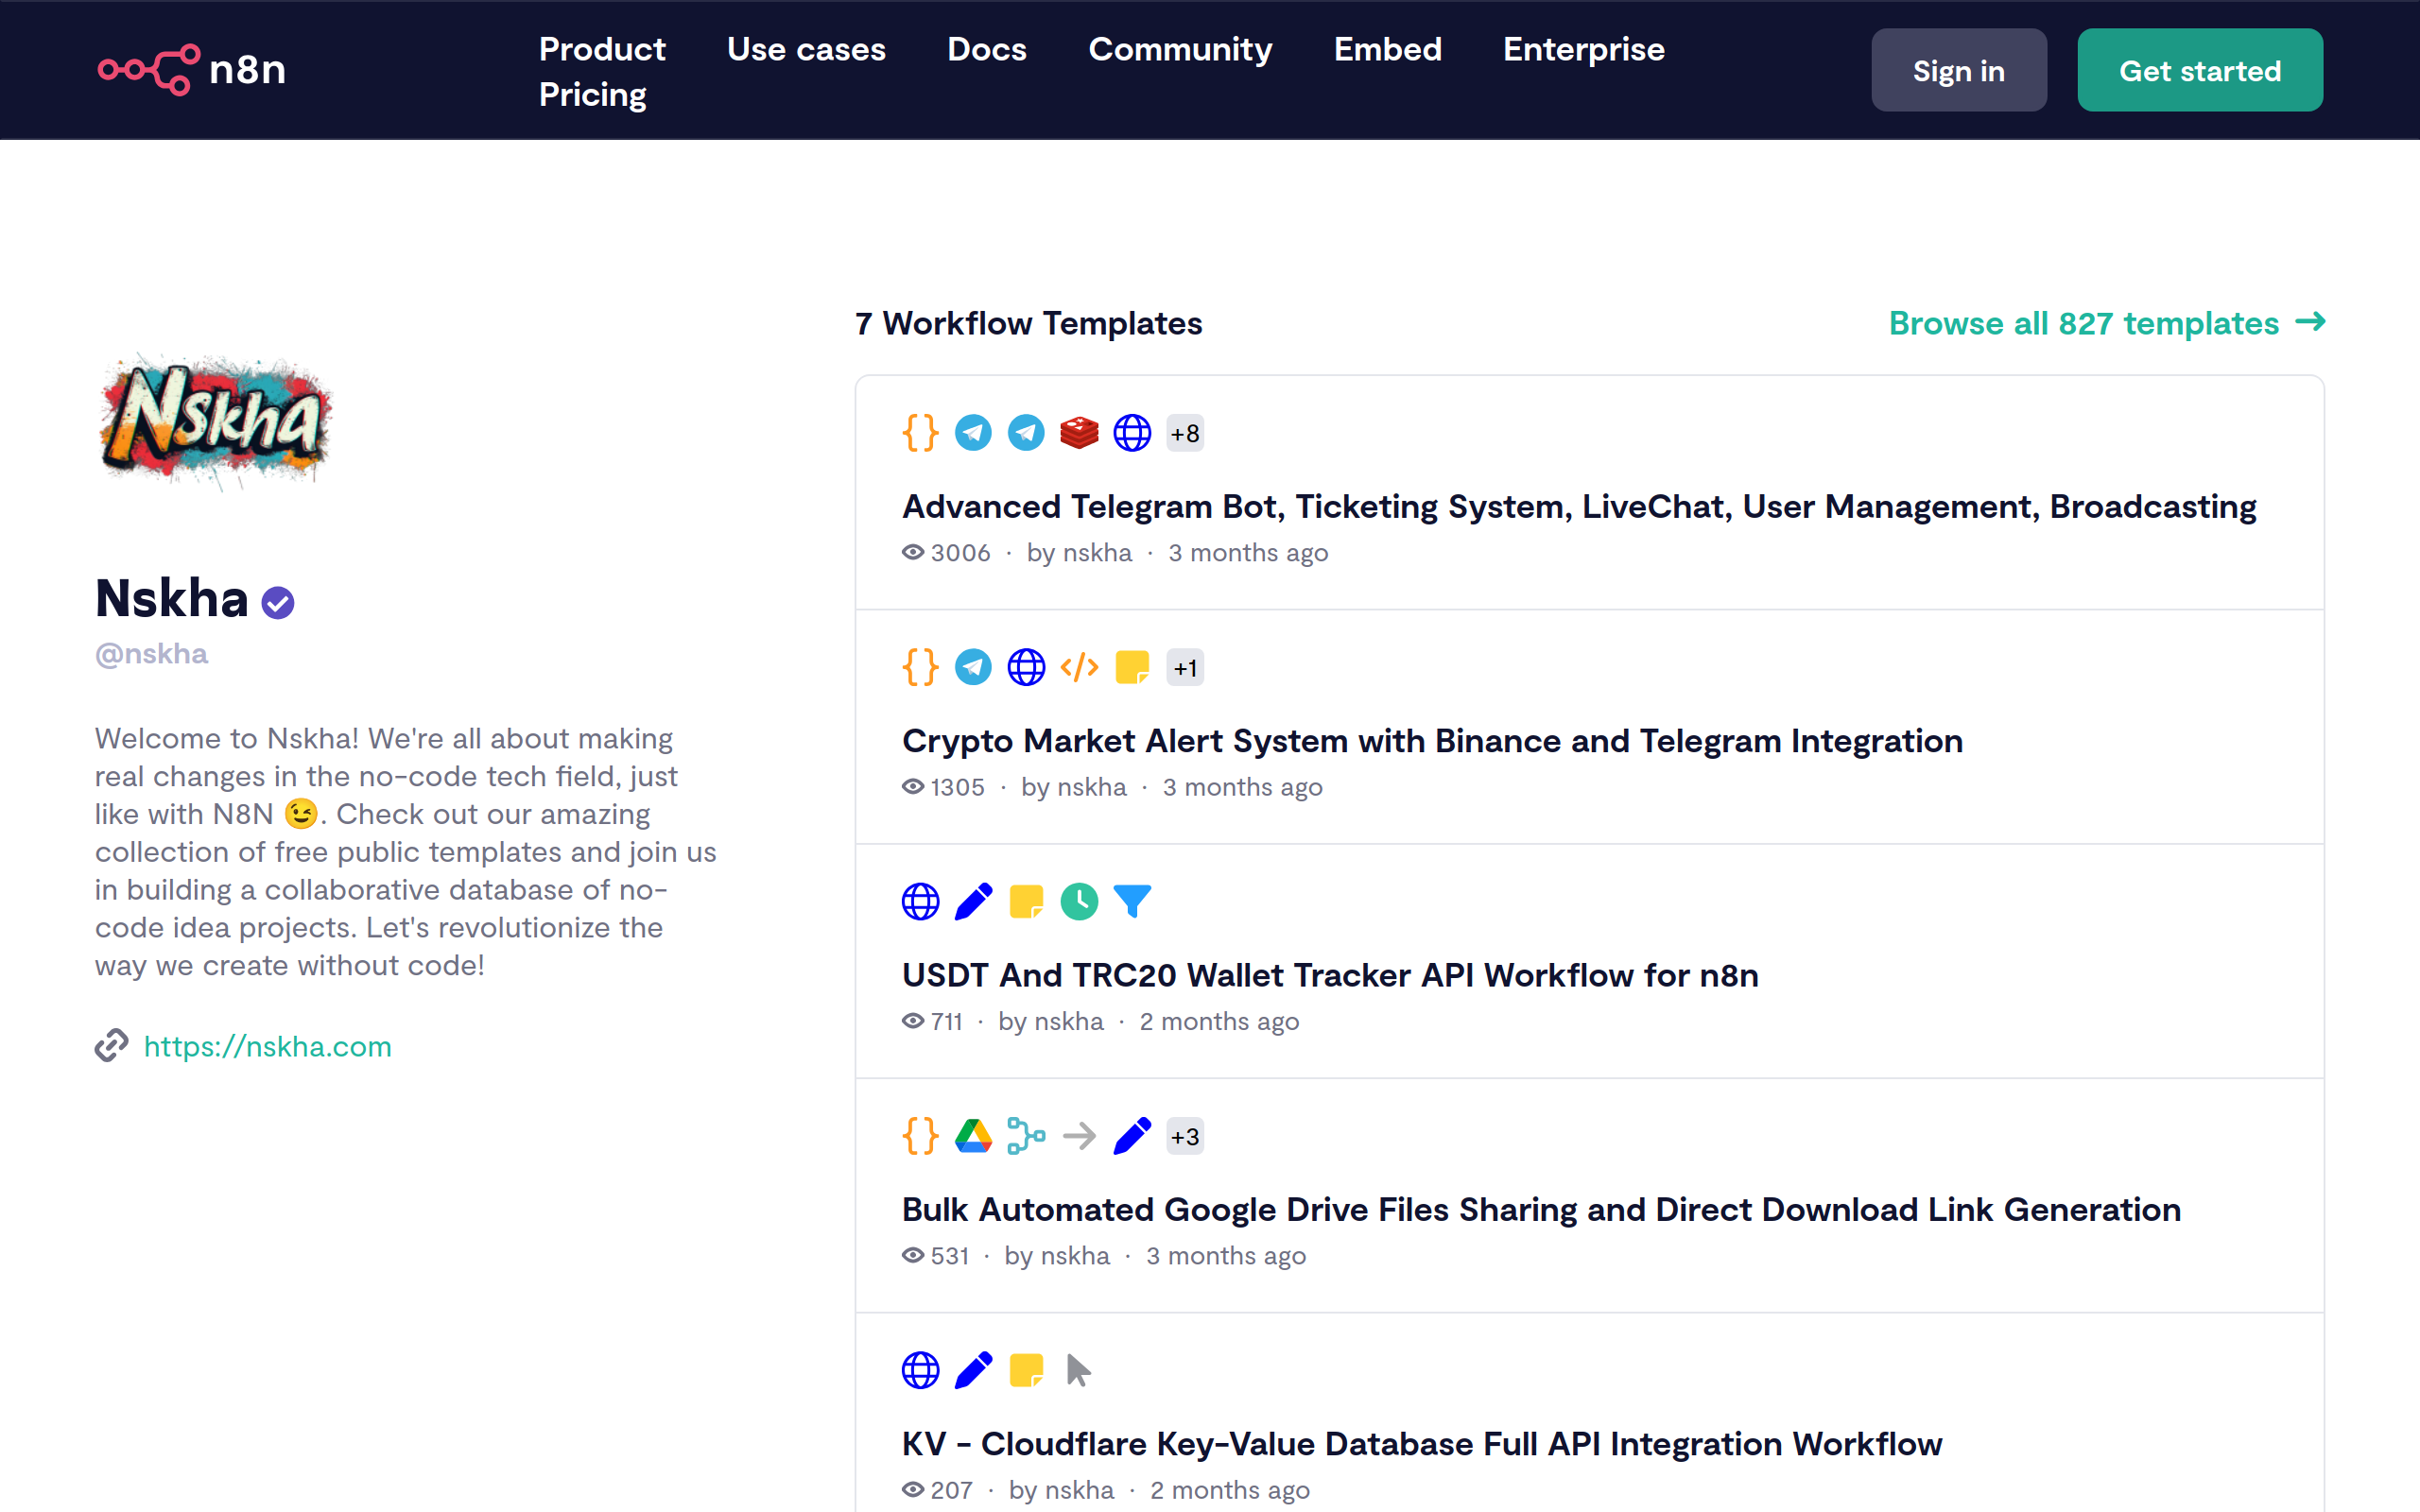 n8n
Product Use cases Docs Community Embed Enterprise
Pricing
Sign in
Get started
Nskha
Nskha
@nskha
Welcome to Nskha! We're all about making
real changes in the no-code tech field, just
like with N8N 😉. Check out our amazing
collection of free public templates and join us
in building a collaborative database of no-
code idea projects. Let's revolutionize the
way we create without code!
https://nskha.com
7 Workflow Templates
Browse all 827 templates →
+8
Advanced Telegram Bot, Ticketing System, LiveChat, User Management, Broadcasting
3006 · by nskha · 3 months ago
+1
Crypto Market Alert System with Binance and Telegram Integration
1305 · by nskha · 3 months ago
USDT And TRC20 Wallet Tracker API Workflow for n8n
711 · by nskha · 2 months ago
+3
Bulk Automated Google Drive Files Sharing and Direct Download Link Generation
531 · by nskha · 3 months ago
KV - Cloudflare Key-Value Database Full API Integration Workflow
207 · by nskha · 2 months ago